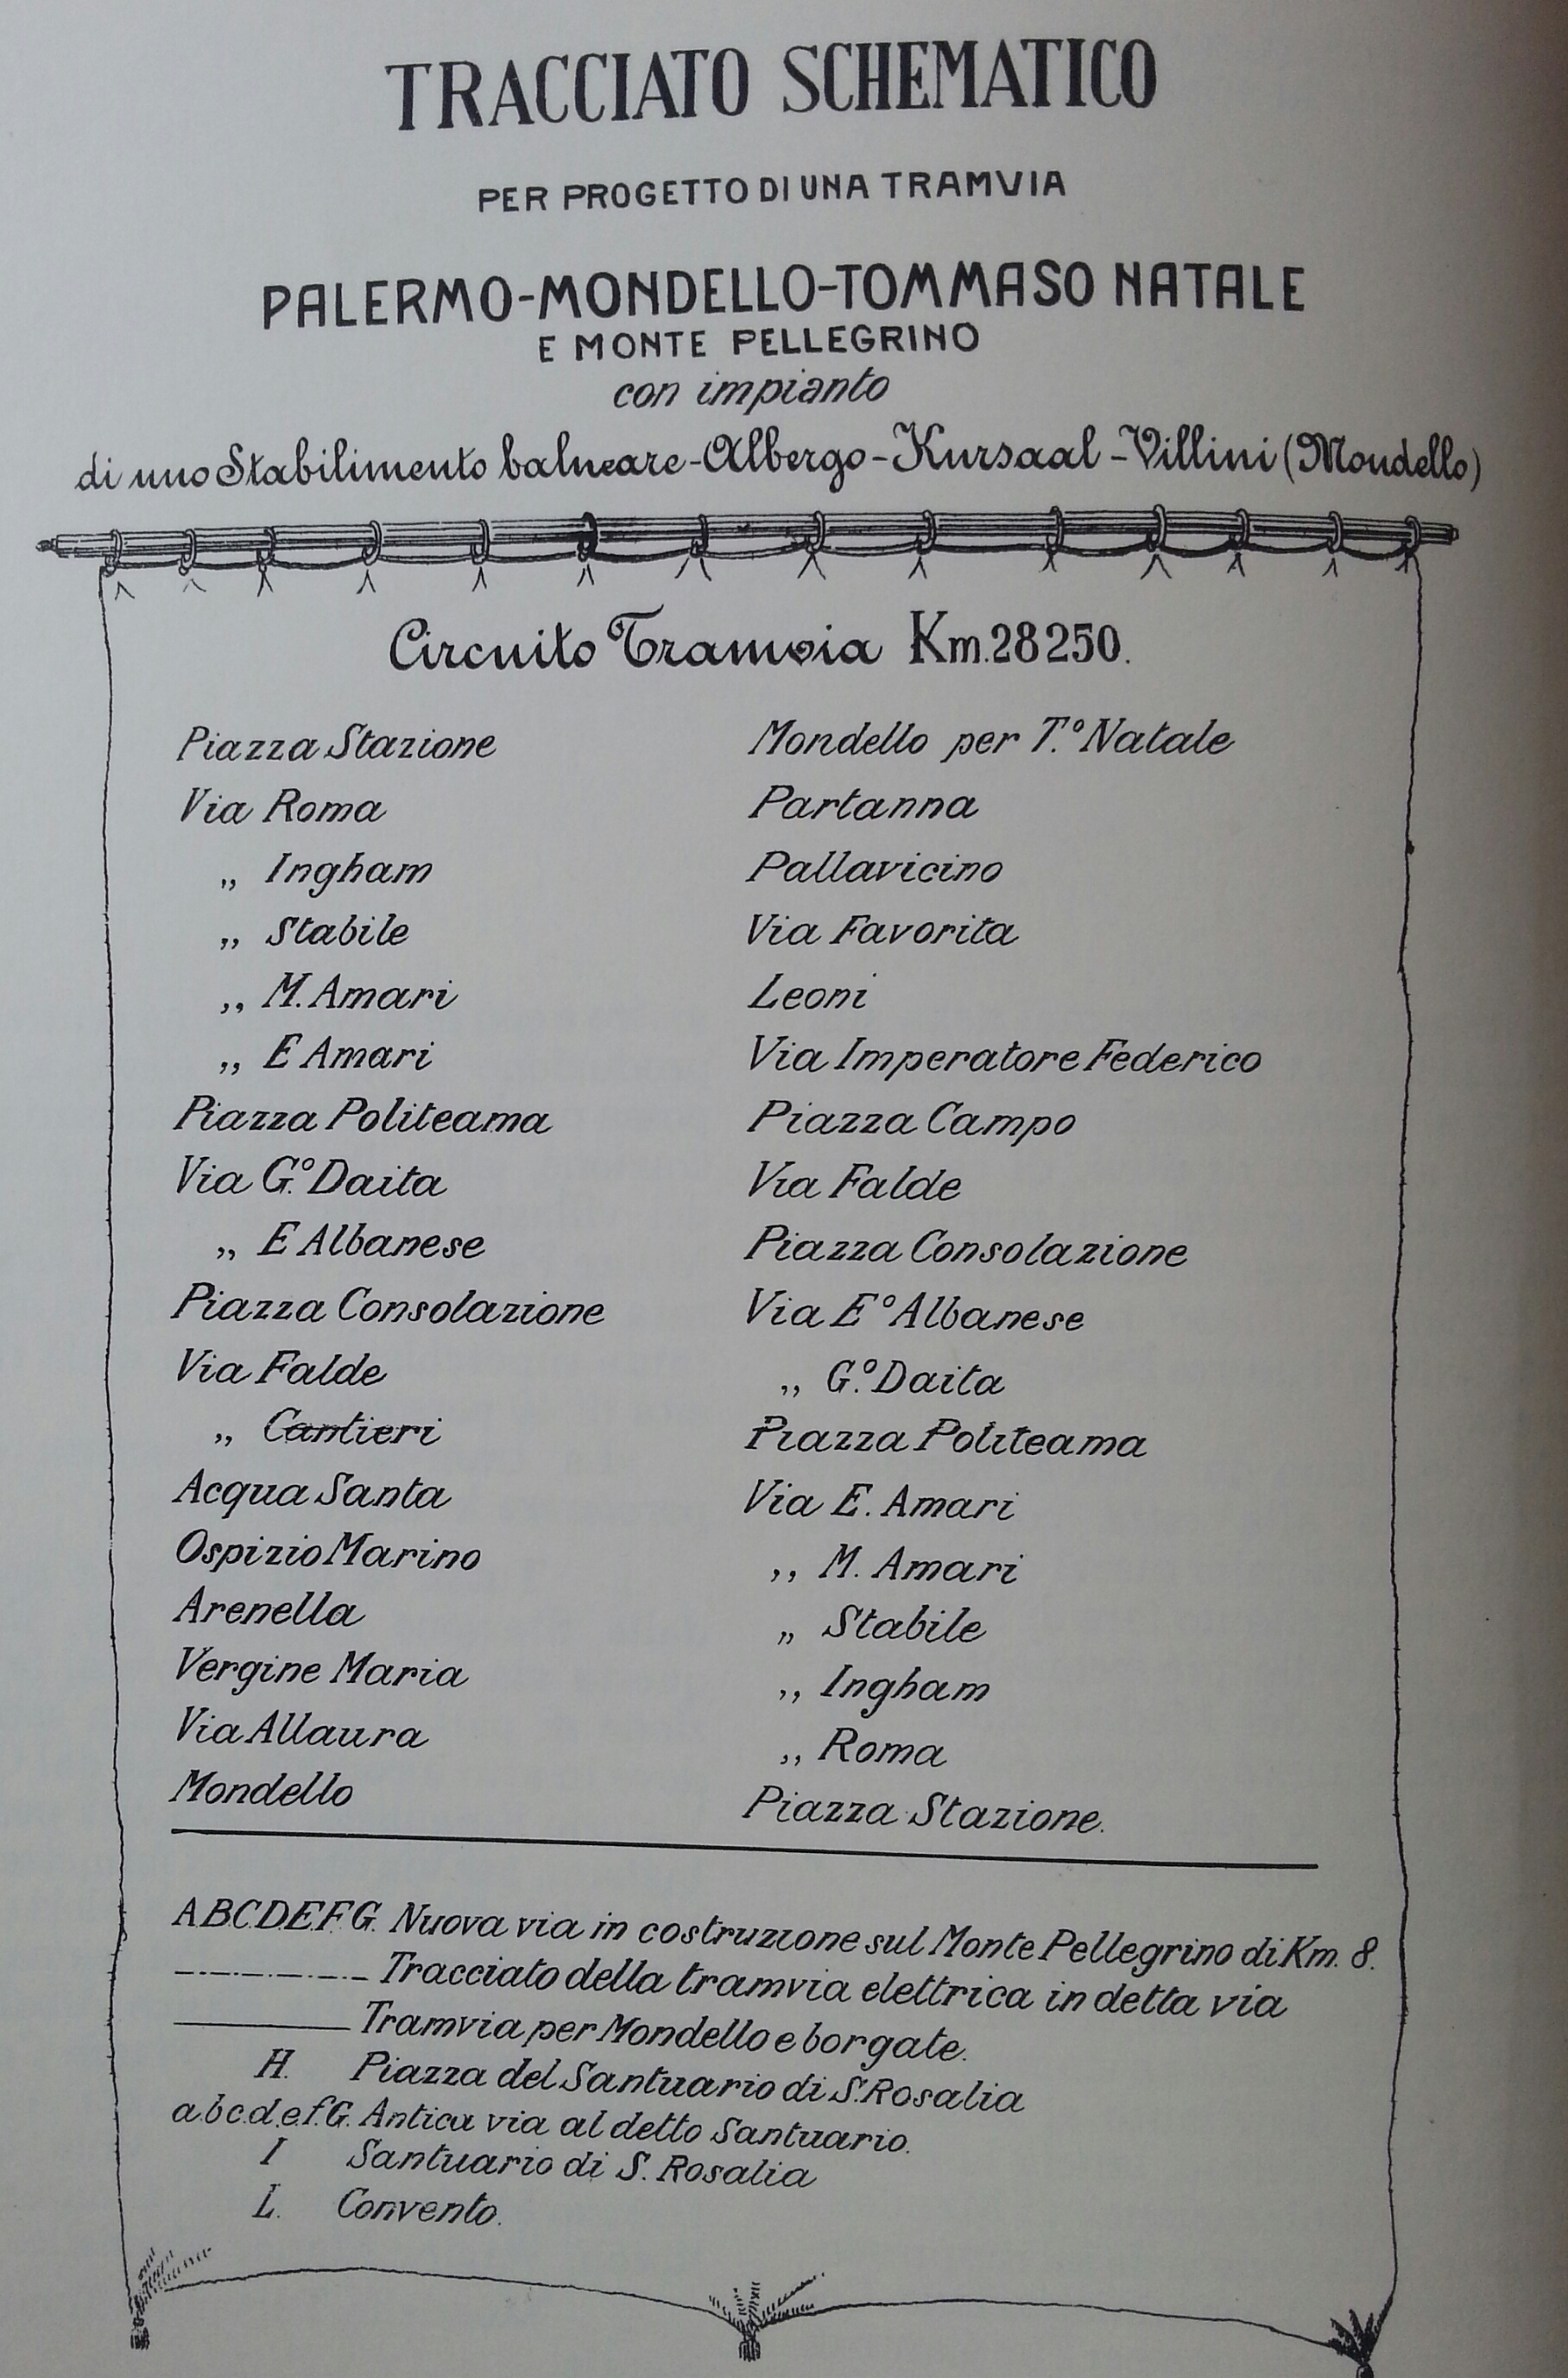 TRACCIATO SCHEMATICO
PER PROGETTO DI UNA TRAMVIA
PALERMO-MONDELLO-TOMMASO NATALE
E MONTE PELLEGRINO
con impianto
di uno Stabilimento balneare-Albergo-Kursaal-Villini (Mondello)
Circuito Tramvia Km.28250.
Piazza Stazione
Via Roma
„ Ingham
„ Stabile
„ M. Amari
„ E Amari
Piazza Politeama
Via G.º Daita
„ E Albanese
Piazza Consolazione
Via Falde
„ Cantieri
Acqua Santa
Ospizio Marino
Arenella
Vergine Maria
Via Allaura
Mondello
Mondello per T.º Natale
Partanna
Pallavicino
Via Favorita
Leoni
Via Imperatore Federico
Piazza Campo
Via Falde
Piazza Consolazione
Via Eº Albanese
„ G.º Daita
Piazza Politeama
Via E. Amari
„ M. Amari
„ Stabile
„ Ingham
„ Roma
Piazza Stazione.
A.B.C.D.E.F.G. Nuova via in costruzione sul Monte Pellegrino di Km. 8.
Tracciato della tramvia elettrica in detta via
Tramvia per Mondello e borgate.
H. Piazza del Santuario di S. Rosalia
a.b.c.d.e.f.G. Antica via al detto Santuario.
I Santuario di S. Rosalia
L. Convento.